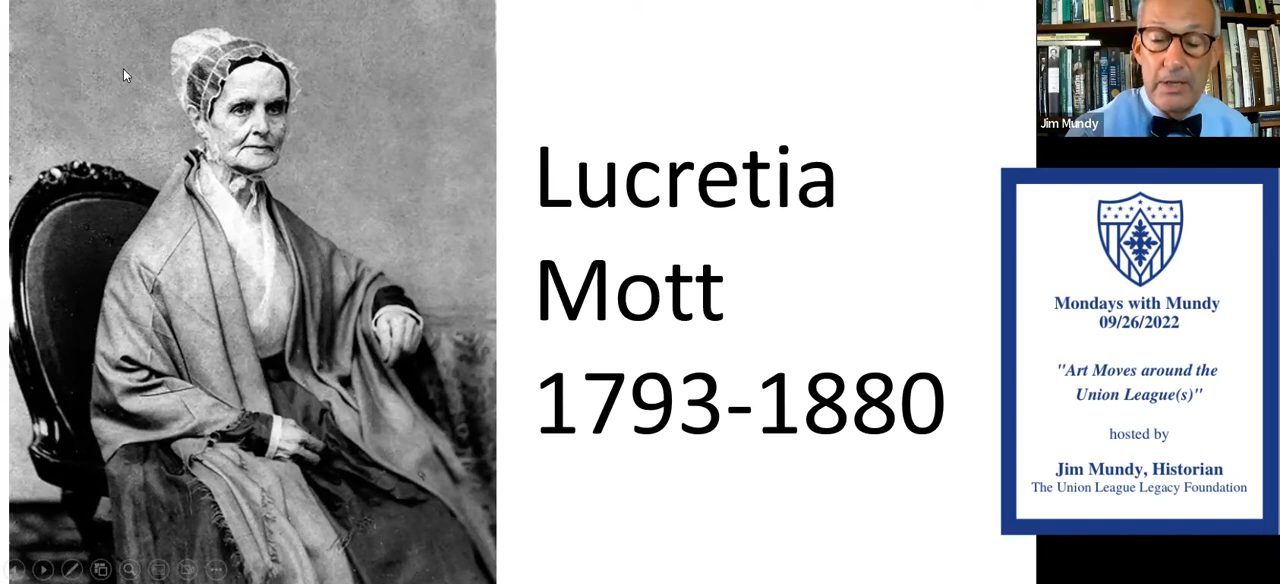 Lucretia
Mott
1793-1880
Jim Mundy
Mondays with Mundy
09/26/2022
"Art Moves around the
Union League(s)"
hosted by
Jim Mundy, Historian
The Union League Legacy Foundation